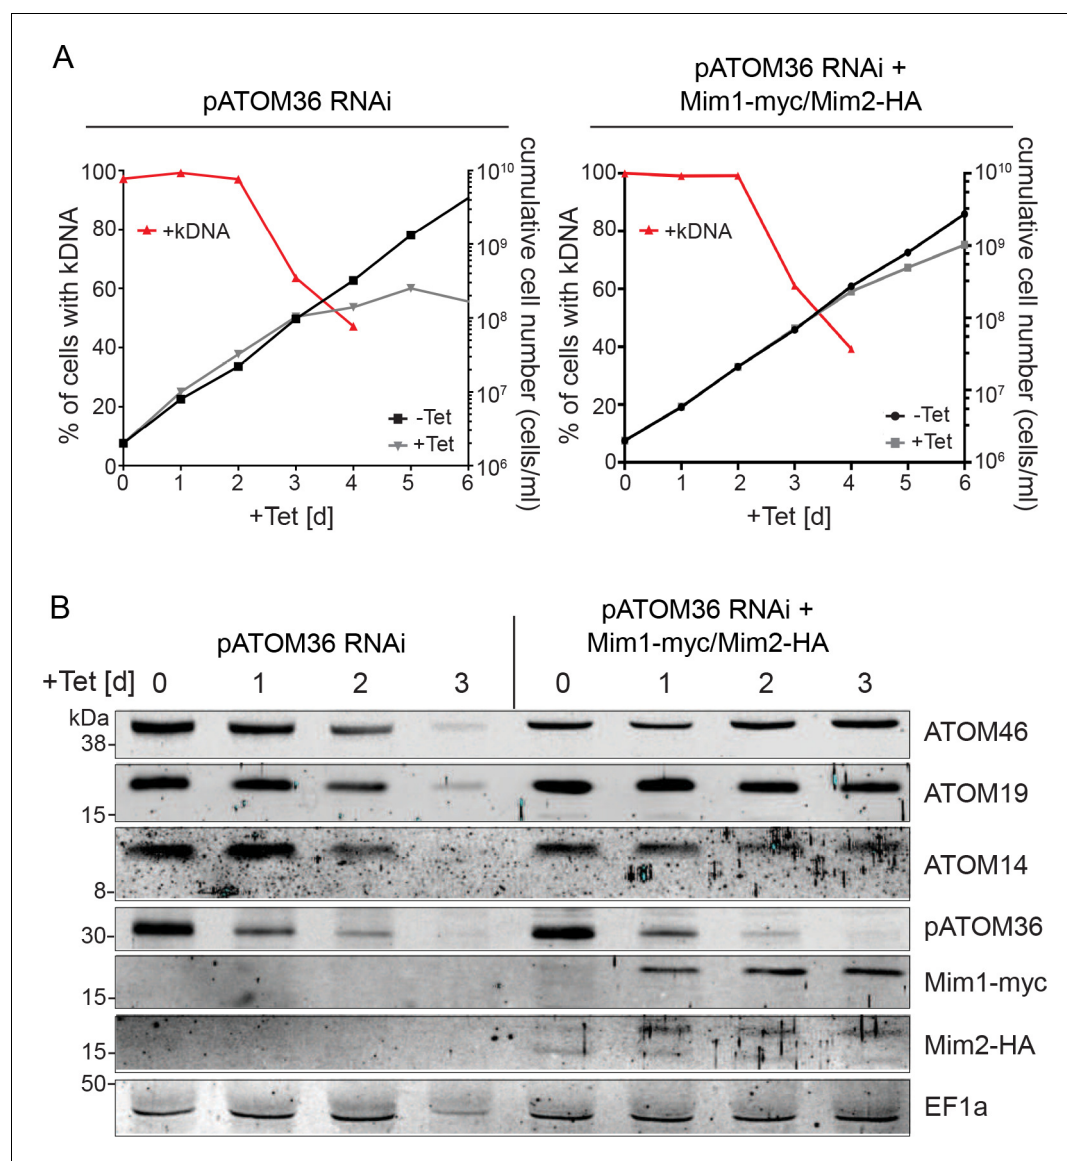 A
pATOM36 RNAi
pATOM36 RNAi +
Mim1-myc/Mim2-HA
% of cells with kDNA
100
80
60
40
20
0
+kDNA
-Tet
+Tet
10^10
10^9
10^8
10^7
10^6
cumulative cell
number (cells/ml)
0 1 2 3 4 5 6
+Tet [d]
% of cells with kDNA
100
80
60
40
20
0
+kDNA
-Tet
+Tet
10^10
10^9
10^8
10^7
10^6
cumulative cell
number (cells/ml)
0 1 2 3 4 5 6
+Tet [d]
B
pATOM36 RNAi
pATOM36 RNAi +
Mim1-myc/Mim2-HA
+Tet [d] 0 1 2 3 0 1 2 3
kDa
38
ATOM46
15
ATOM19
8
ATOM14
30
pATOM36
15
Mim1-myc
15
Mim2-HA
50
EF1a